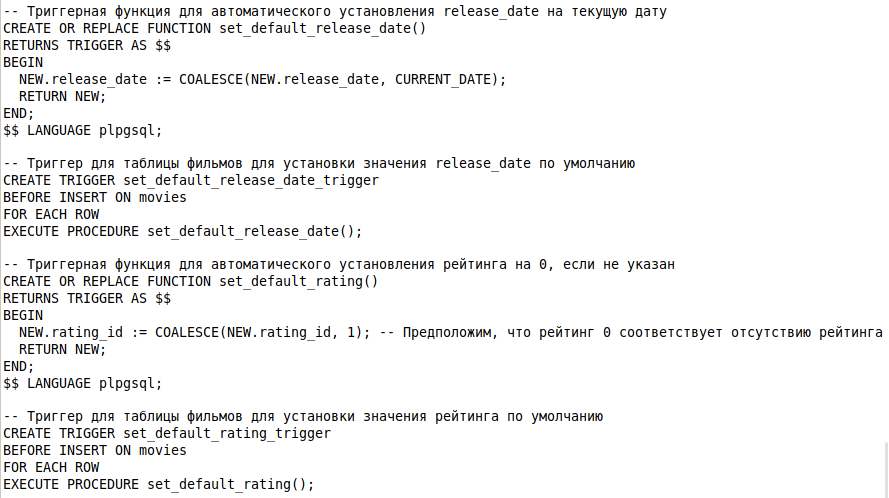 -- Триггерная функция для автоматического установления release_date на текущую дату
CREATE OR REPLACE FUNCTION set_default_release_date()
RETURNS TRIGGER AS $$
BEGIN
  NEW.release_date := COALESCE(NEW.release_date, CURRENT_DATE);
  RETURN NEW;
END;
$$ LANGUAGE plpgsql;

-- Триггер для таблицы фильмов для установки значения release_date по умолчанию
CREATE TRIGGER set_default_release_date_trigger
BEFORE INSERT ON movies
FOR EACH ROW
EXECUTE PROCEDURE set_default_release_date();

-- Триггерная функция для автоматического установления рейтинга на 0, если не указан
CREATE OR REPLACE FUNCTION set_default_rating()
RETURNS TRIGGER AS $$
BEGIN
  NEW.rating_id := COALESCE(NEW.rating_id, 1); -- Предположим, что рейтинг 0 соответствует отсутствию рейтинга
  RETURN NEW;
END;
$$ LANGUAGE plpgsql;

-- Триггер для таблицы фильмов для установки значения рейтинга по умолчанию
CREATE TRIGGER set_default_rating_trigger
BEFORE INSERT ON movies
FOR EACH ROW
EXECUTE PROCEDURE set_default_rating();